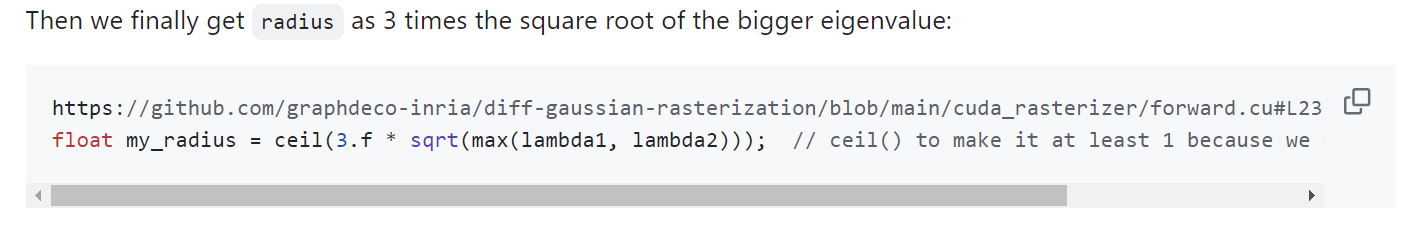 Then we finally get radius as 3 times the square root of the bigger eigenvalue:
https://github.com/graphdeco-inria/diff-gaussian-rasterization/blob/main/cuda_rasterizer/forward.cu#L23
float my_radius = ceil(3.f * sqrt(max(lambda1, lambda2)));  // ceil() to make it at least 1 because we